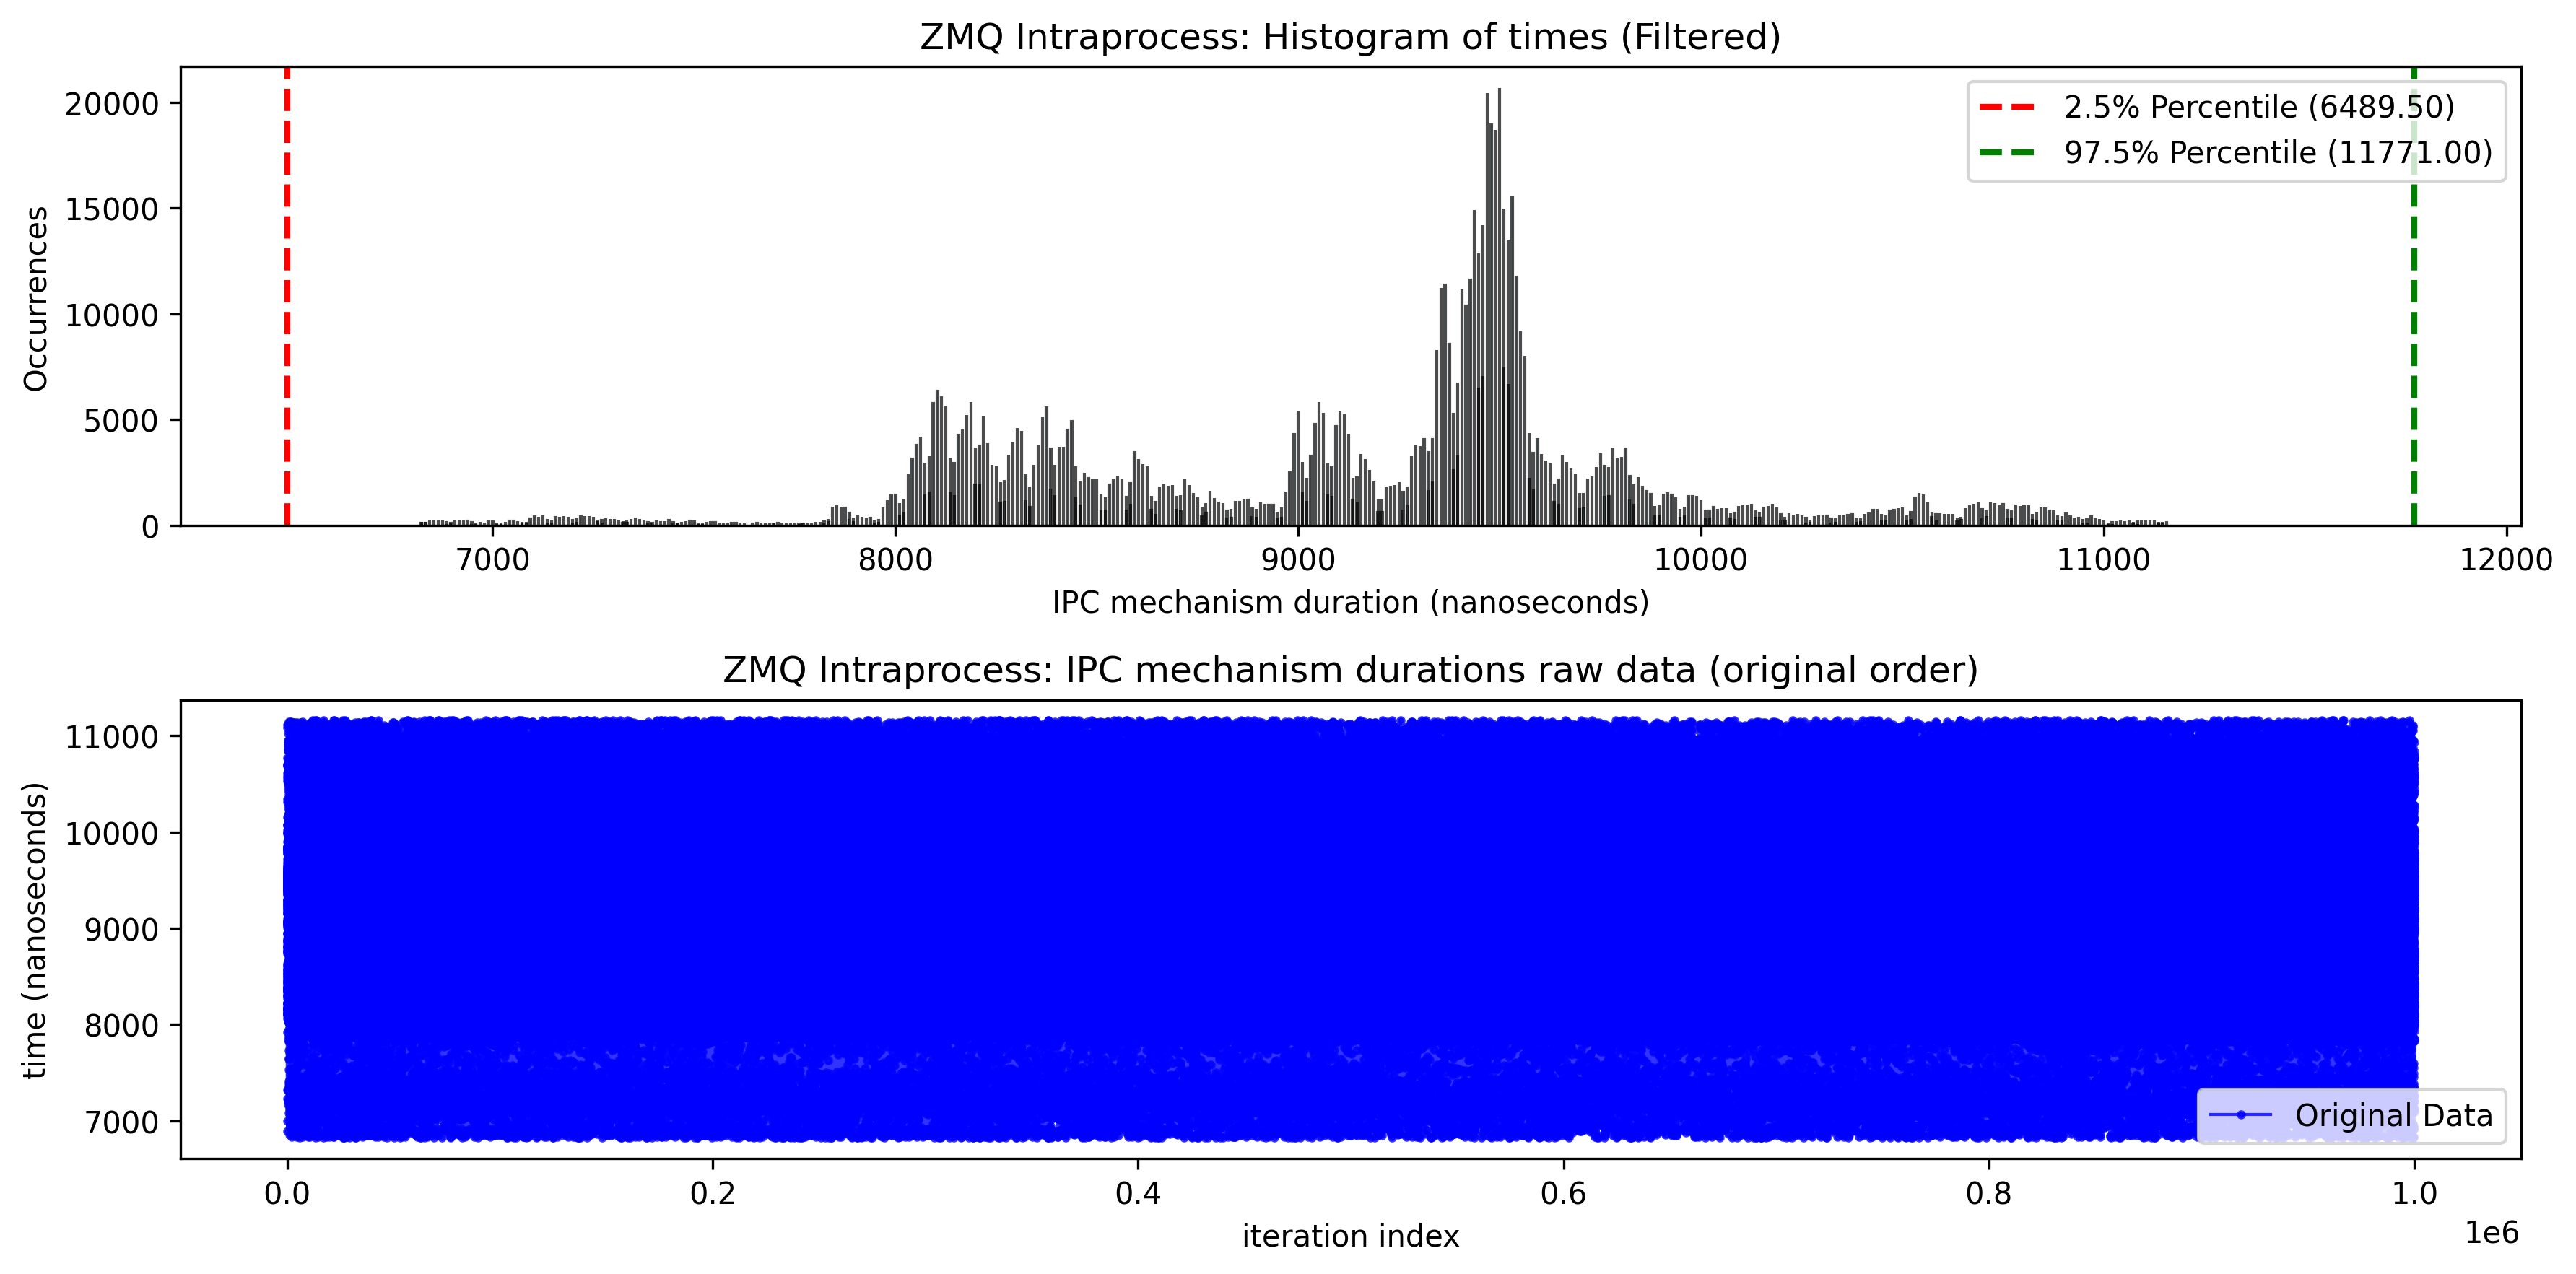 ZMQ Intraprocess: Histogram of times (Filtered)
20000
15000
10000
5000
0
Occurrences
2.5% Percentile (6489.50)
97.5% Percentile (11771.00)
7000 8000 9000 10000 11000 12000
IPC mechanism duration (nanoseconds)
ZMQ Intraprocess: IPC mechanism durations raw data (original order)
11000
10000
9000
8000
7000
time (nanoseconds)
Original Data
0.0 0.2 0.4 0.6 0.8 1.0
1e6
iteration index